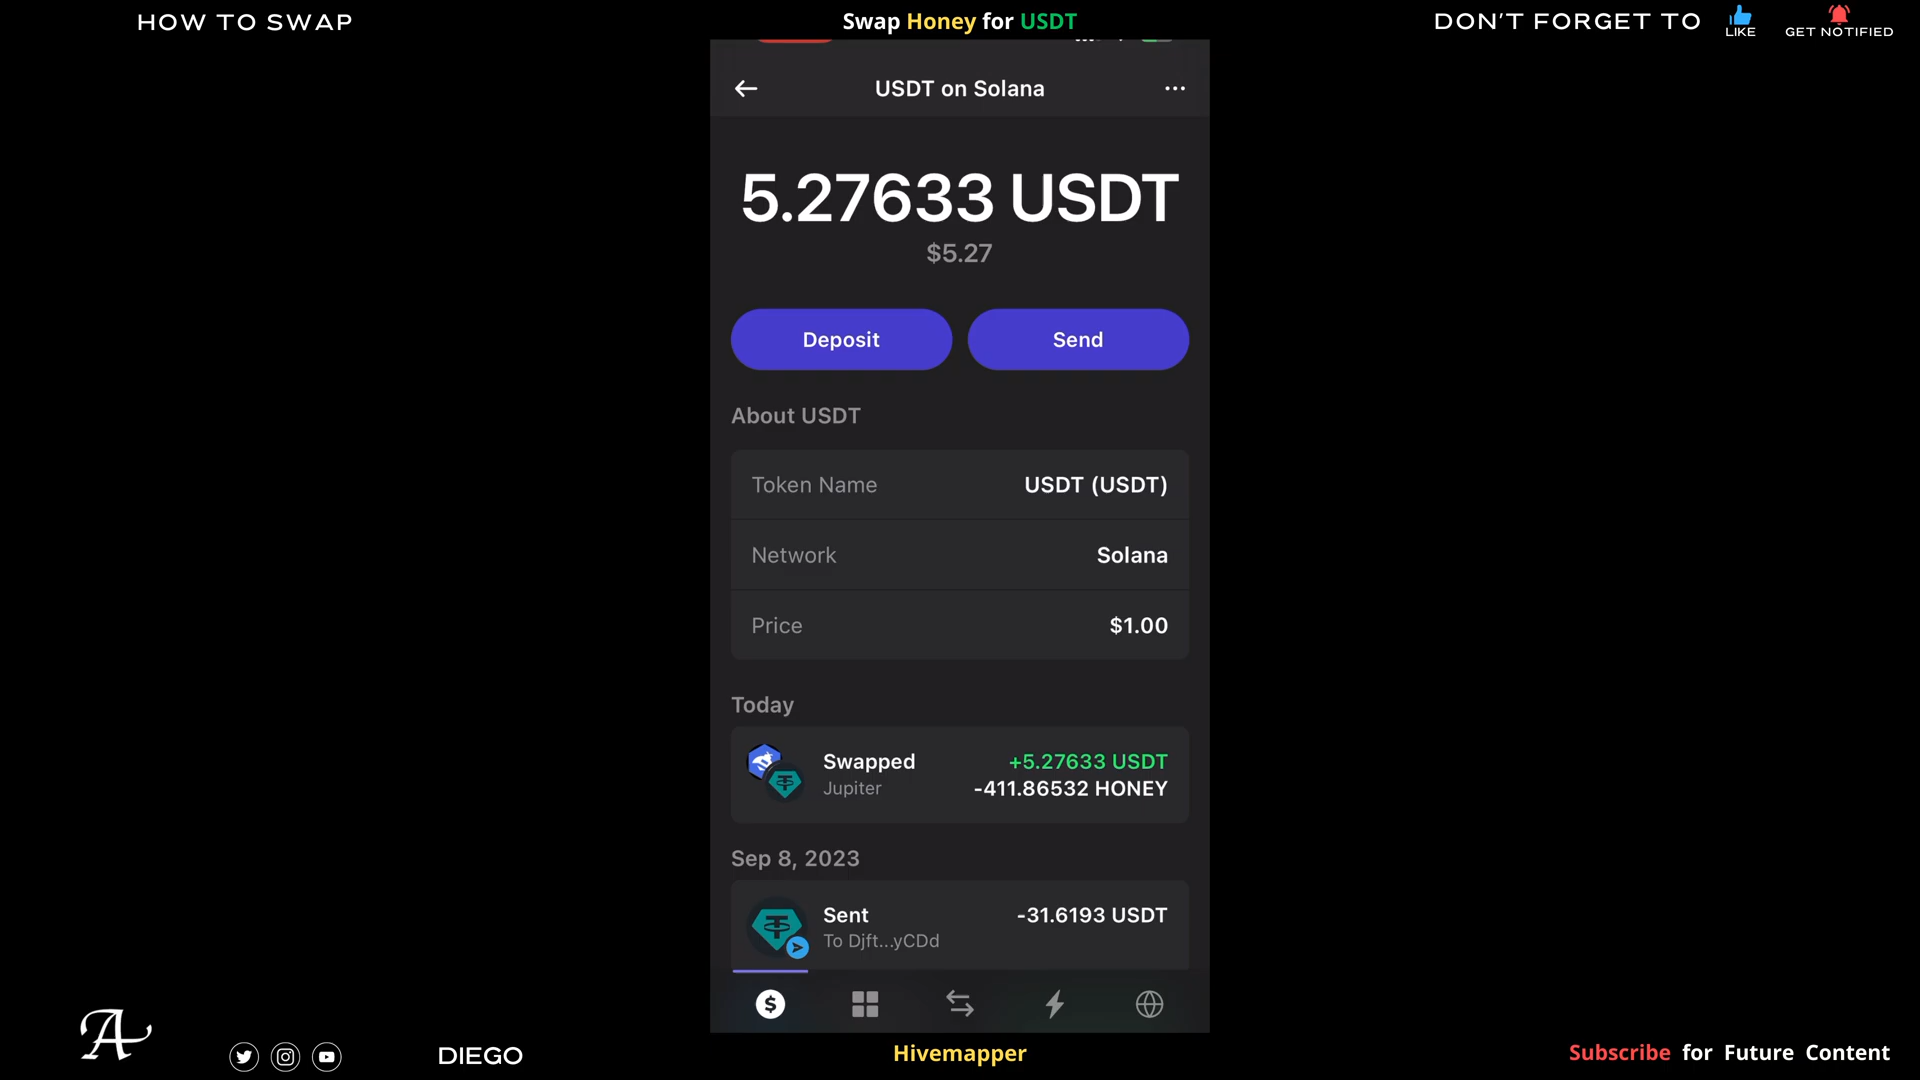 HOW TO SWAP
Swap Honey for USDT
DON'T FORGET TO
LIKE
GET NOTIFIED
USDT on Solana
5.27633 USDT
$5.27
Deposit
Send
About USDT
Token Name USDT (USDT)
Network Solana
Price $1.00
Today
Swapped +5.27633 USDT
Jupiter -411.86532 HONEY
Sep 8, 2023
Sent -31.6193 USDT
To Djft...yCDd
DIEGO
Hivemapper
Subscribe for Future Content